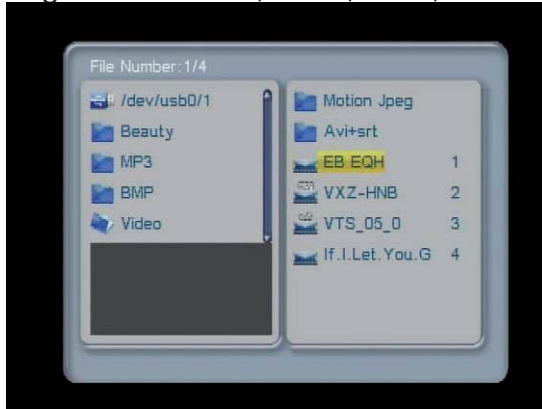 File Number:1/4
/dev/usb0/1
Beauty
MP3
BMP
Video
Motion Jpeg
Avi+srt
EB EQH 1
VXZ-HNB 2
VTS_05_0 3
If.I.Let.You.G 4